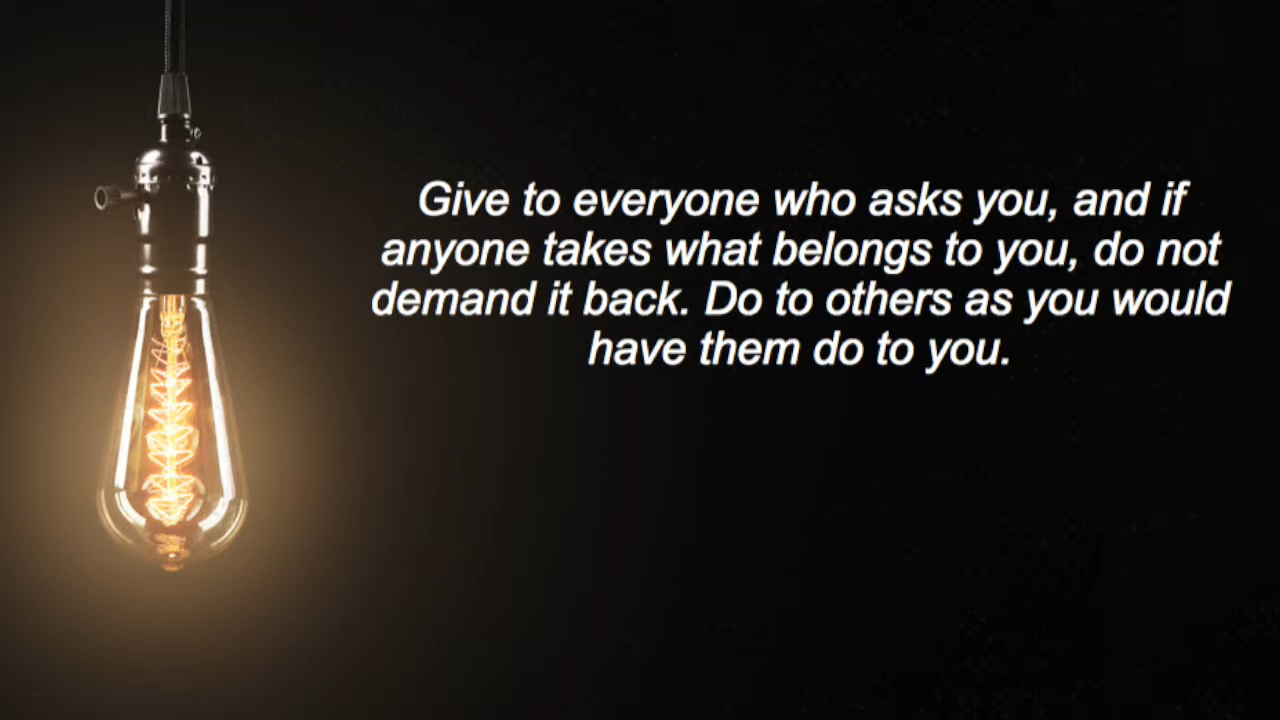 Give to everyone who asks you, and if
anyone takes what belongs to you, do not
demand it back. Do to others as you would
have them do to you.